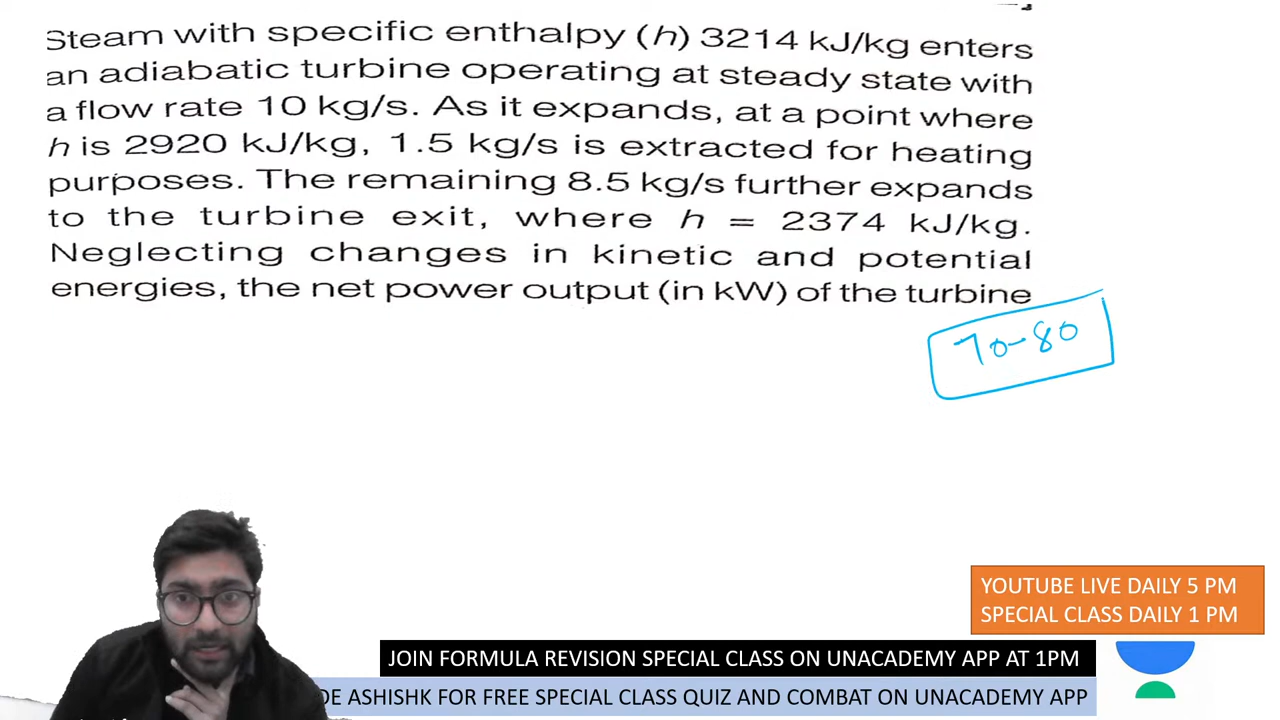 Steam with specific enthalpy (h) 3214 kJ/kg enters
an adiabatic turbine operating at steady state with
a flow rate 10 kg/s. As it expands, at a point where
h is 2920 kJ/kg, 1.5 kg/s is extracted for heating
purposes. The remaining 8.5 kg/s further expands
to the turbine exit, where h = 2374 kJ/kg.
Neglecting changes in kinetic and potential
energies, the net power output (in kW) of the turbine
70-80
YOUTUBE LIVE DAILY 5 PM
SPECIAL CLASS DAILY 1 PM
JOIN FORMULA REVISION SPECIAL CLASS ON UNACADEMY APP AT 1PM
DE ASHISHK FOR FREE SPECIAL CLASS QUIZ AND COMBAT ON UNACADEMY APP